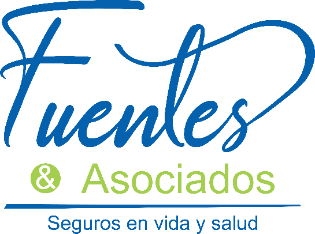 Fuentes
& Asociados
Seguros en vida y salud